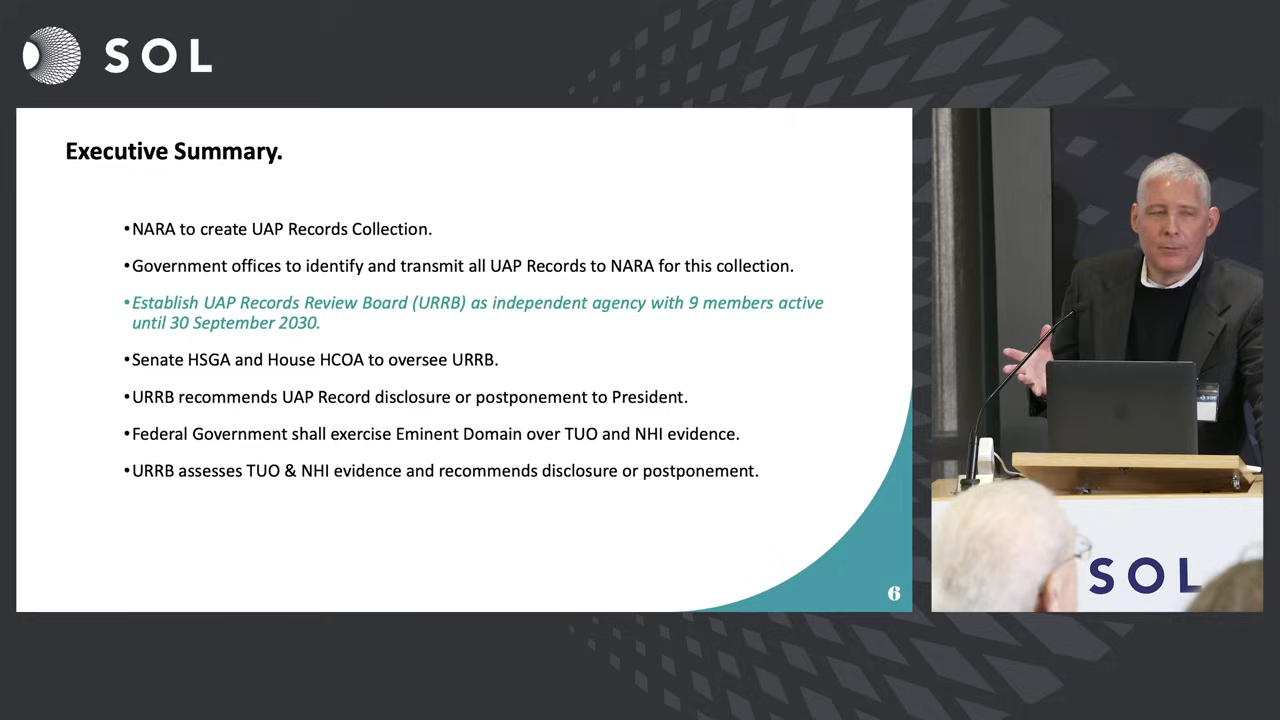 SOL
Executive Summary.
•NARA to create UAP Records Collection.
•Government offices to identify and transmit all UAP Records to NARA for this collection.
•Establish UAP Records Review Board (URRB) as independent agency with 9 members active
until 30 September 2030.
•Senate HSGA and House HCOA to oversee URRB.
•URRB recommends UAP Record disclosure or postponement to President.
•Federal Government shall exercise Eminent Domain over TUO and NHI evidence.
•URRB assesses TUO & NHI evidence and recommends disclosure or postponement.
6
SOL